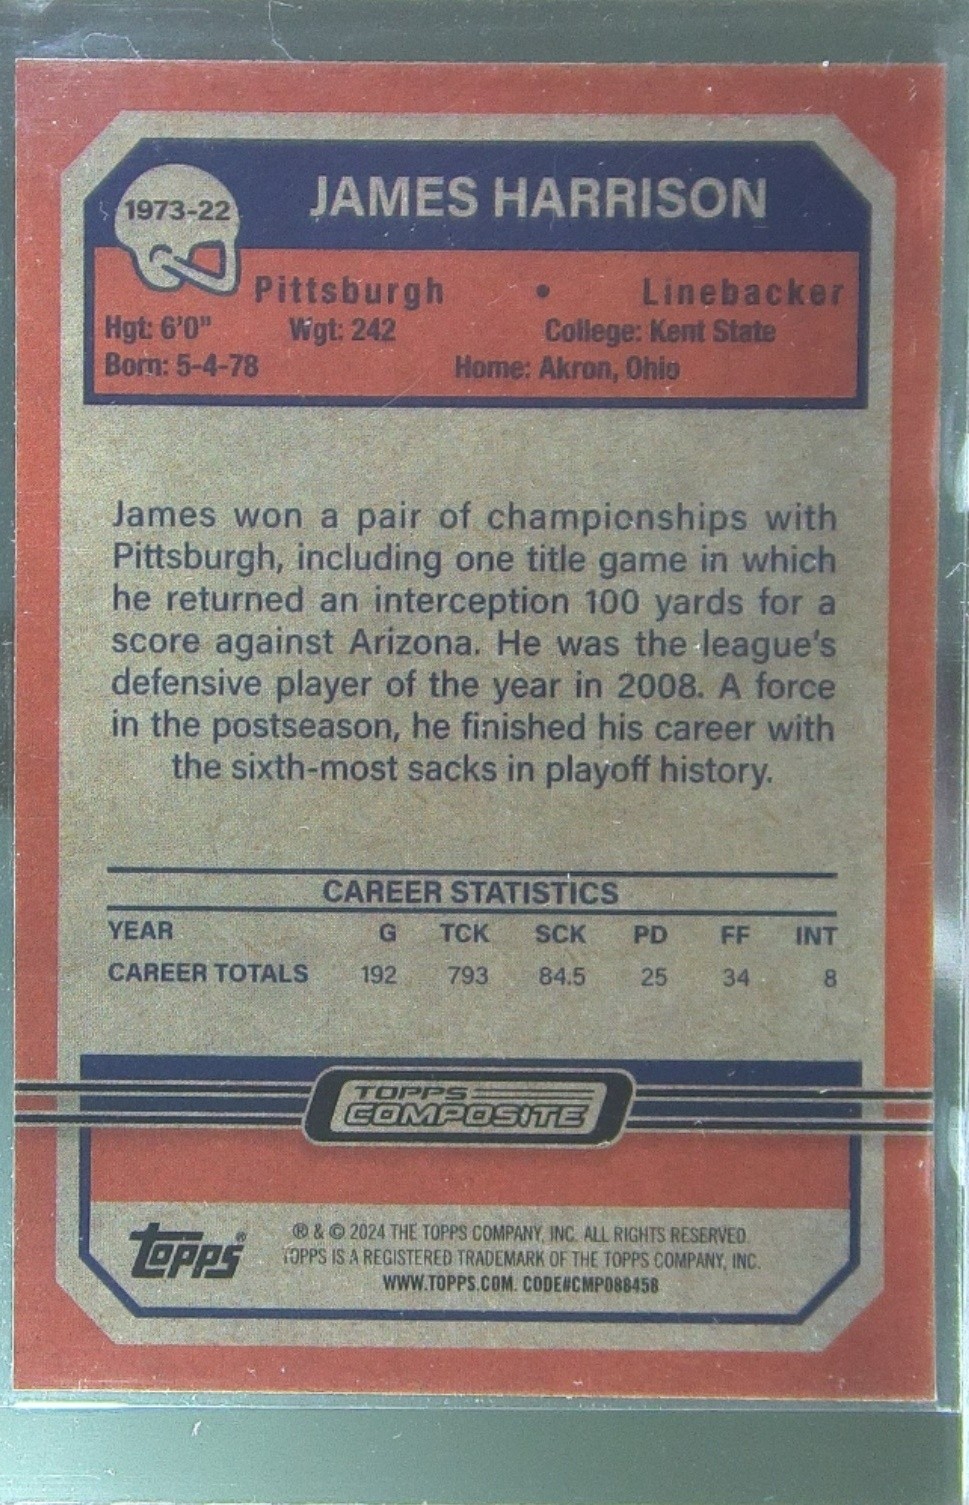 1973-22
JAMES HARRISON
Pittsburgh • Linebacker
Hgt: 6'0" Wgt: 242 College: Kent State
Born: 5-4-78 Home: Akron, Ohio
James won a pair of championships with
Pittsburgh, including one title game in which
he returned an interception 100 yards for a
score against Arizona. He was the league's
defensive player of the year in 2008. A force
in the postseason, he finished his career with
the sixth-most sacks in playoff history.
CAREER STATISTICS
YEAR G TCK SCK PD FF INT
CAREER TOTALS 192 793 84.5 25 34 8
TOPPS
COMPOSITE
topps®
® & © 2024 THE TOPPS COMPANY, INC. ALL RIGHTS RESERVED.
TOPPS IS A REGISTERED TRADEMARK OF THE TOPPS COMPANY, INC.
WWW.TOPPS.COM. CODE#CMP088458